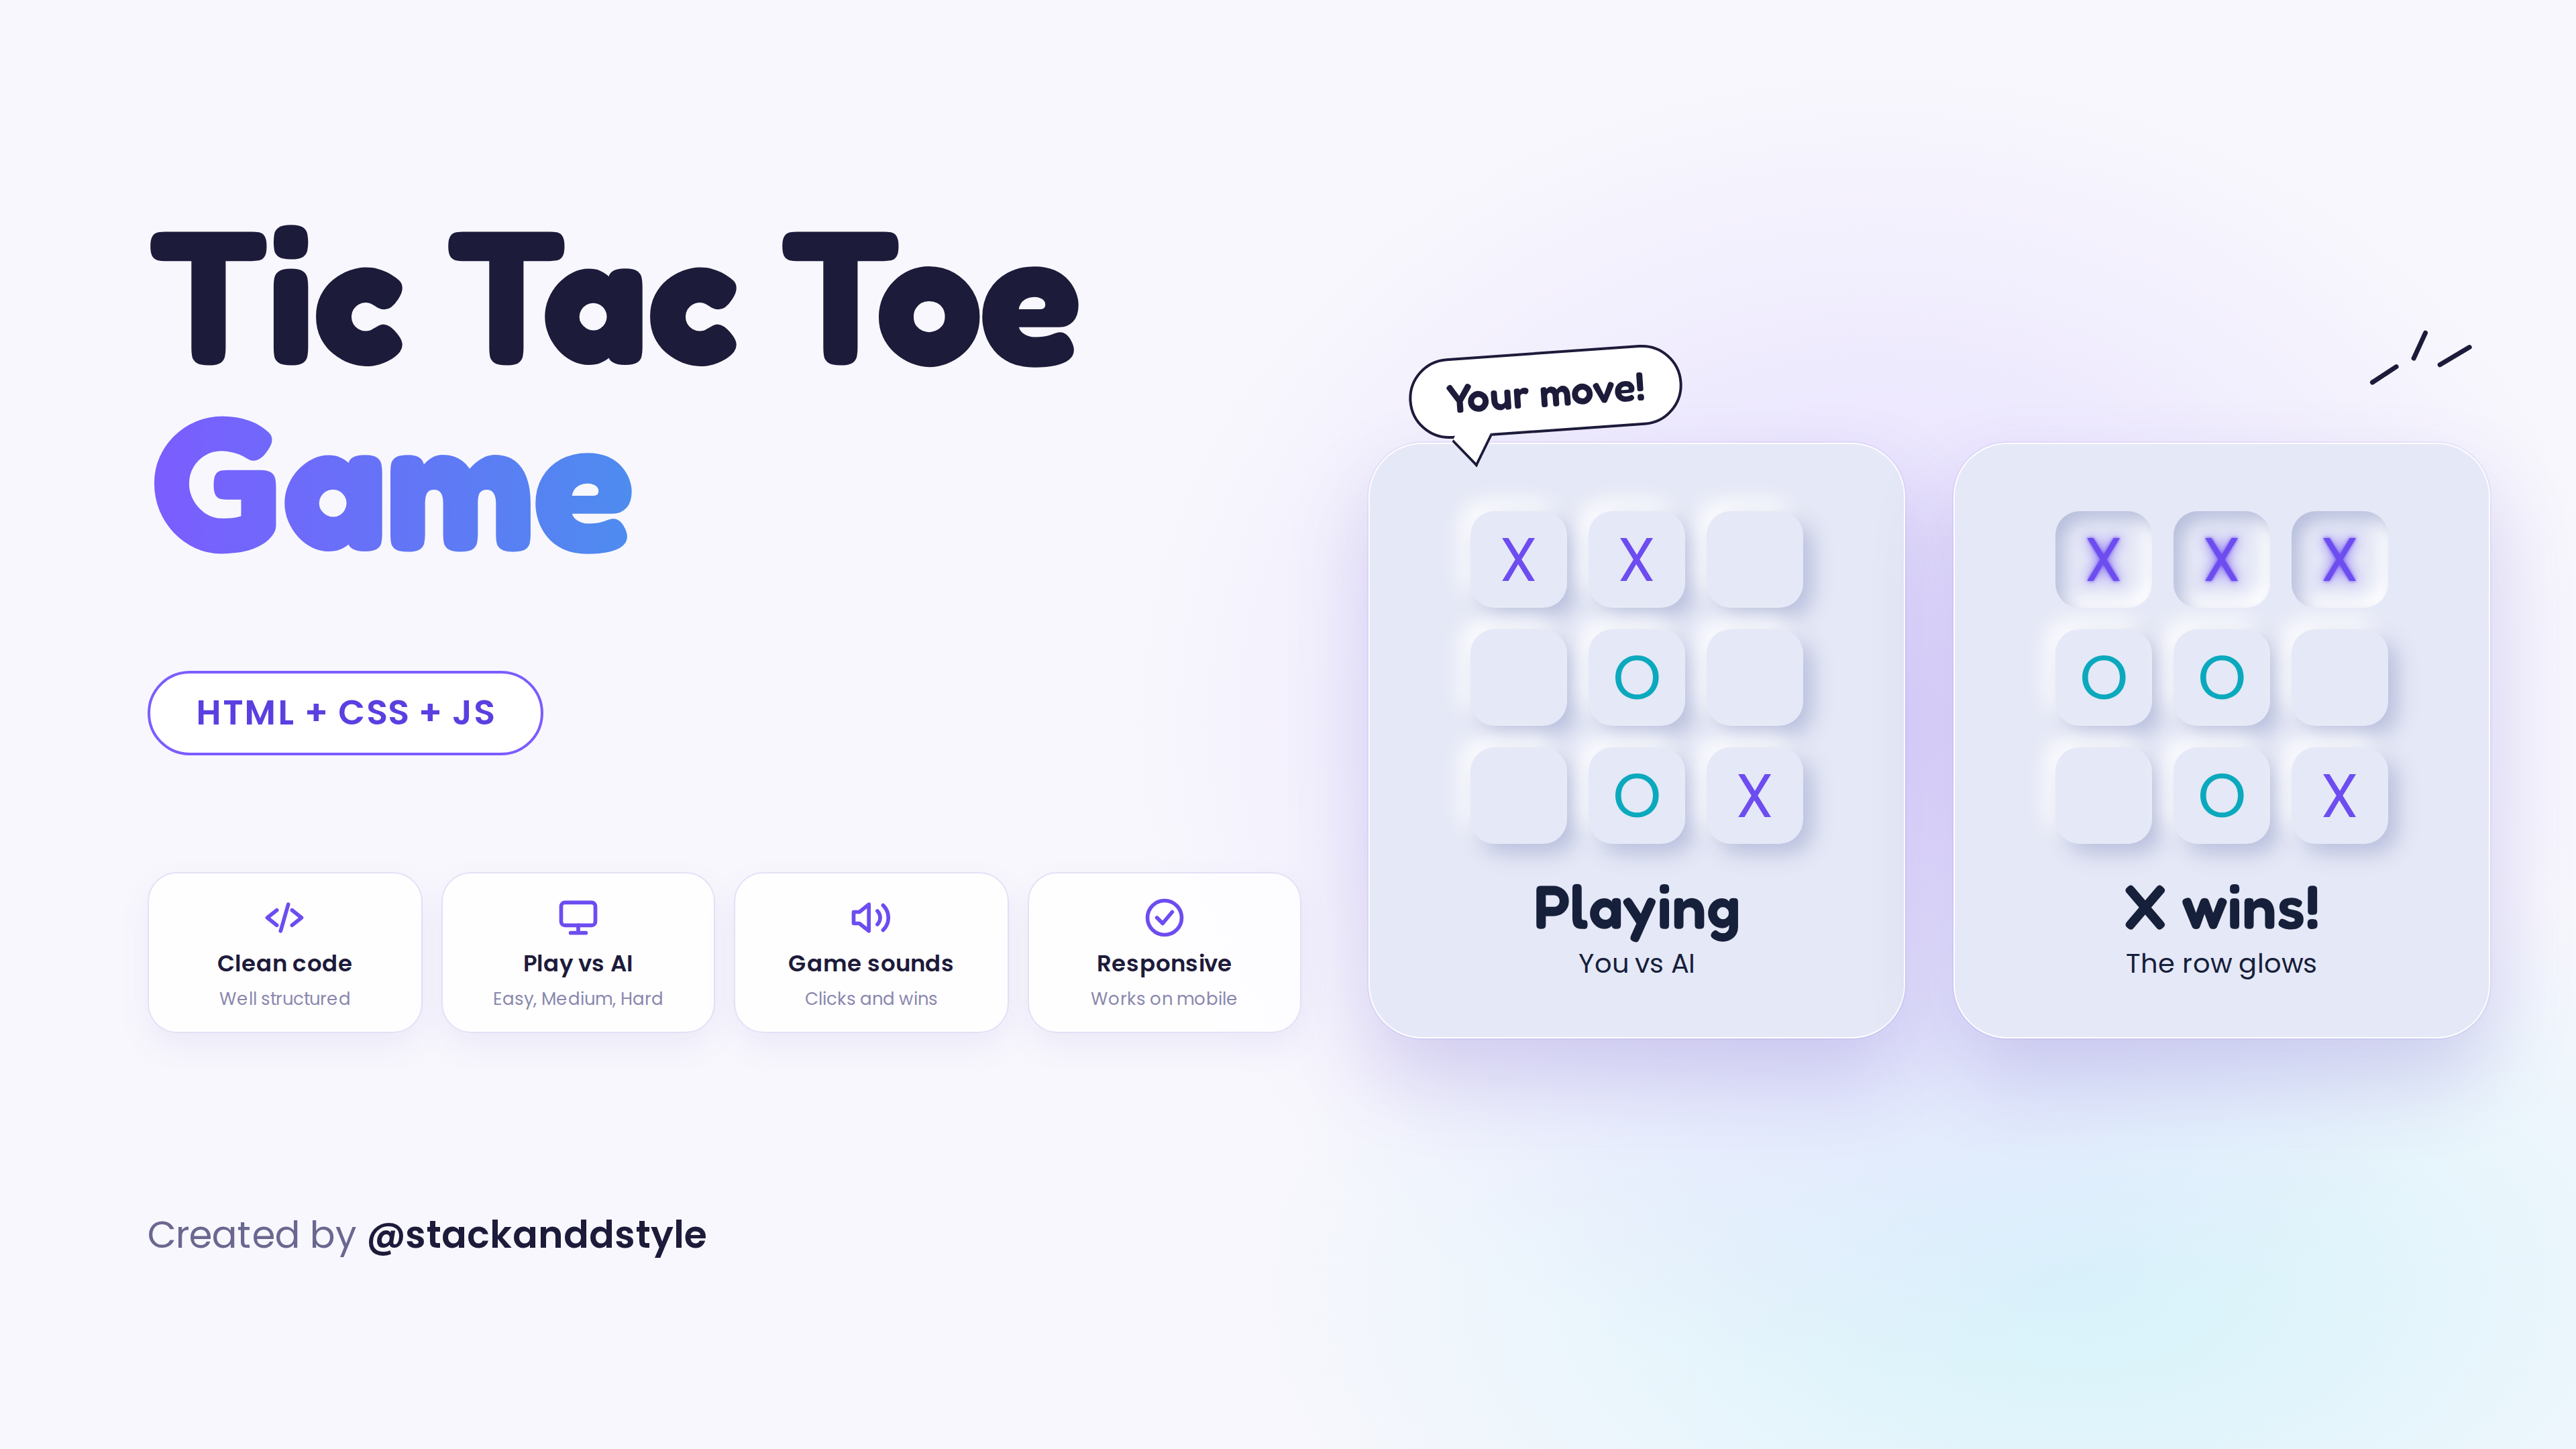 Tic Tac Toe
Game
HTML + CSS + JS
Clean code
Well structured
Play vs AI
Easy, Medium, Hard
Game sounds
Clicks and wins
Responsive
Works on mobile
Created by @stackanddstyle
Your move!
X X
O
O X
Playing
You vs AI
X X X
O O
O X
X wins!
The row glows